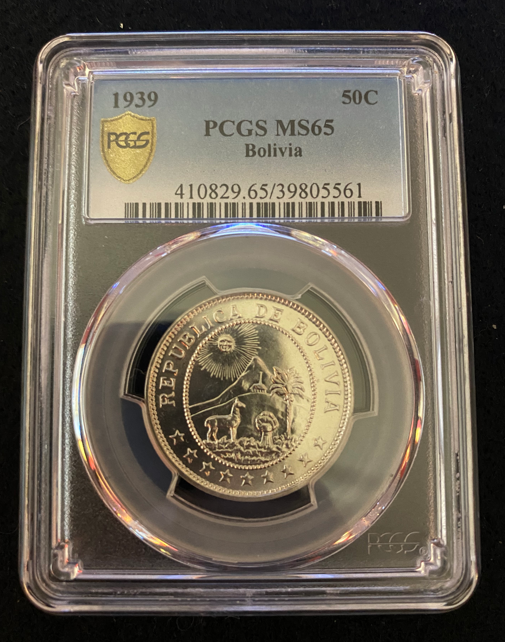 1939 50C
PCGS
PCGS MS65
Bolivia
410829.65/39805561
REPUBLICA DE BOLIVIA
PCGS